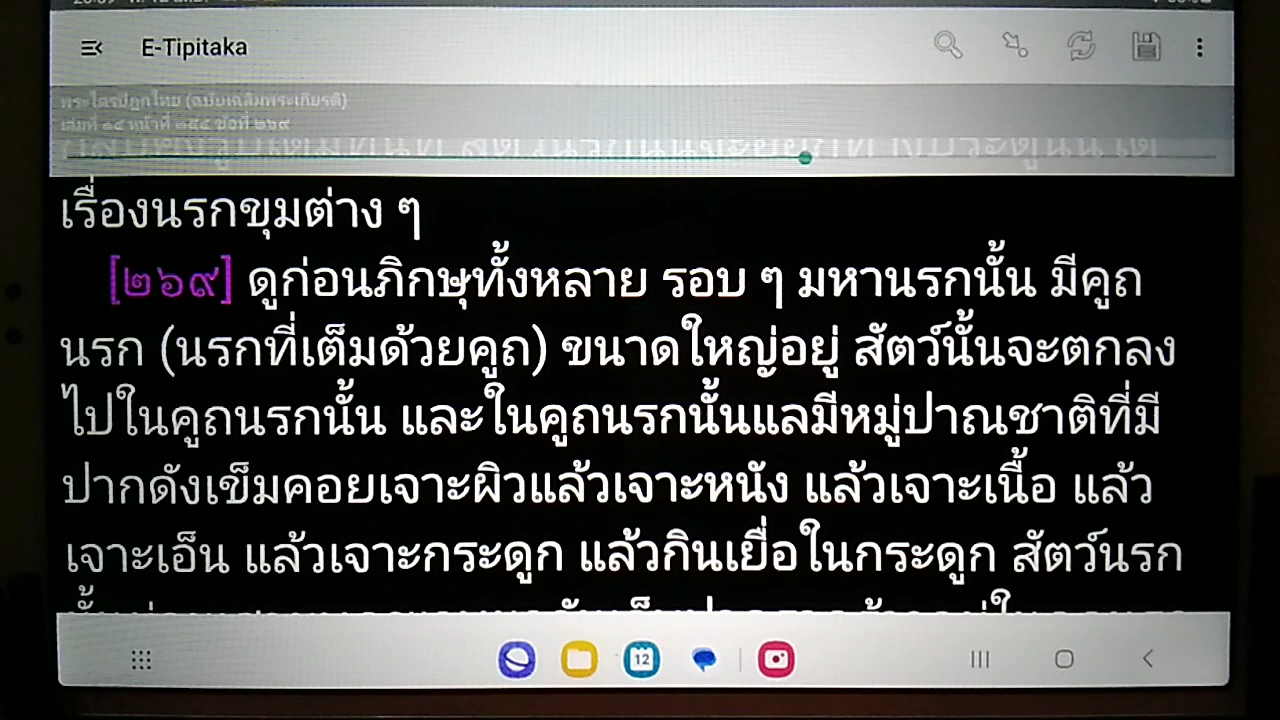 E-Tipitaka
พระไตรปิฎกไทย (ฉบับเฉลิมพระเกียรติ)
เล่มที่ ๑๔ หน้าที่ ๓๕๔ ข้อที่ ๒๖๙
เรื่องนรกขุมต่าง ๆ
[๒๖๙] ดูก่อนภิกษุทั้งหลาย รอบ ๆ มหานรกนั้น มีคูถ
นรก (นรกที่เต็มด้วยคูถ) ขนาดใหญ่อยู่ สัตว์นั้นจะตกลง
ไปในคูถนรกนั้น และในคูถนรกนั้นแลมีหมู่ปาณชาติที่มี
ปากดังเข็มคอยเจาะผิวแล้วเจาะหนัง แล้วเจาะเนื้อ แล้ว
เจาะเอ็น แล้วเจาะกระดูก แล้วกินเยื่อในกระดูก สัตว์นรก
12